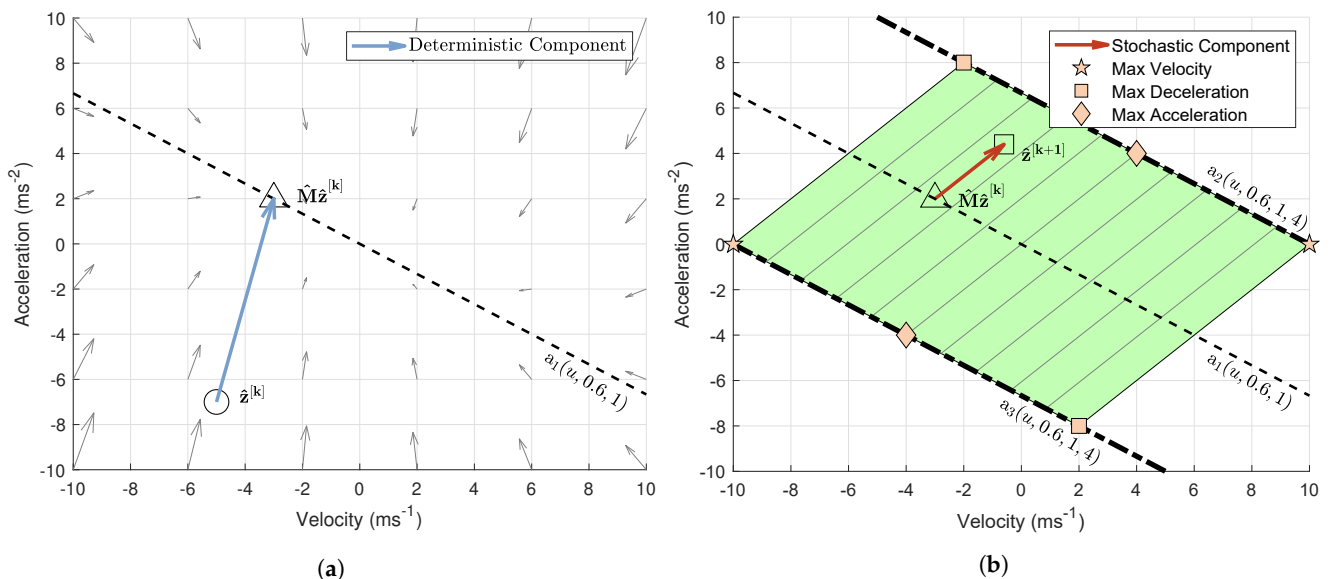 10
8
6
4
2
0
-2
-4
-6
-8
-10
Acceleration (ms⁻²)
Deterministic Component
M̂ẑ[k]
a₁(u, 0.6, 1)
ẑ[k]
-10 -8 -6 -4 -2 0 2 4 6 8 10
Velocity (ms⁻¹)
(a)
10
8
6
4
2
0
-2
-4
-6
-8
-10
Acceleration (ms⁻²)
Stochastic Component
Max Velocity
Max Deceleration
Max Acceleration
ẑ[k+1]
M̂ẑ[k]
a₂(u, 0.6, 1, 4)
a₁(u, 0.6, 1)
a₃(u, 0.6, 1, 4)
-10 -8 -6 -4 -2 0 2 4 6 8 10
Velocity (ms⁻¹)
(b)